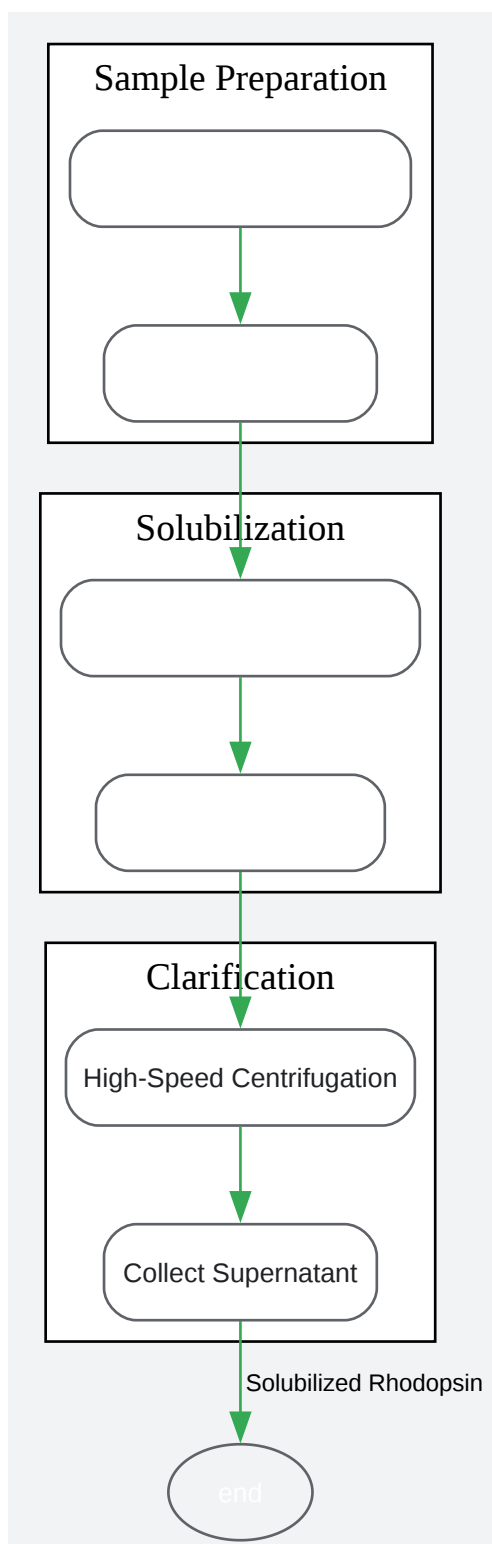 Sample Preparation
Solubilization
Clarification
High-Speed Centrifugation
Collect Supernatant
Solubilized Rhodopsin
end